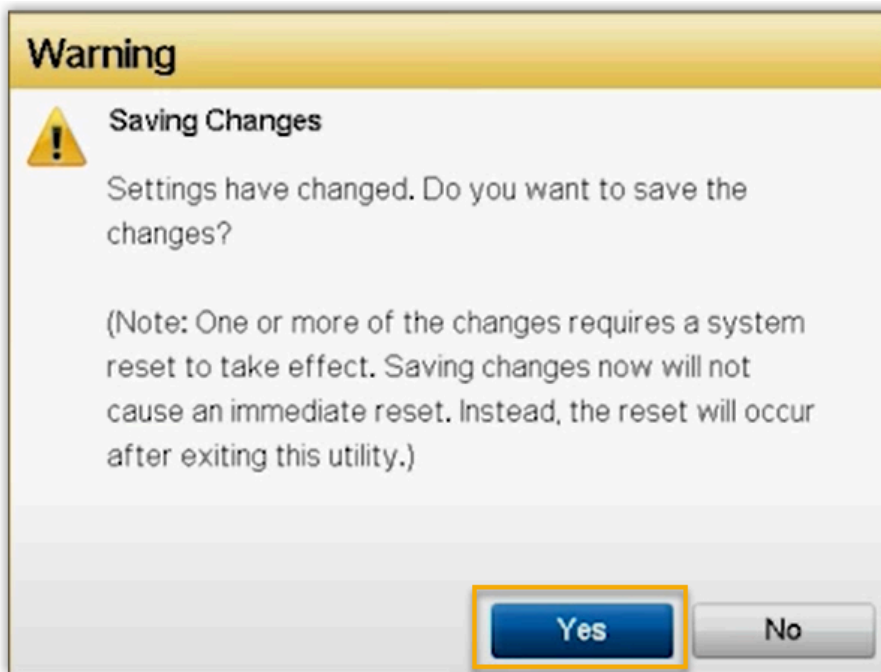 Warning
Saving Changes
Settings have changed. Do you want to save the
changes?
(Note: One or more of the changes requires a system
reset to take effect. Saving changes now will not
cause an immediate reset. Instead, the reset will occur
after exiting this utility.)
Yes
No